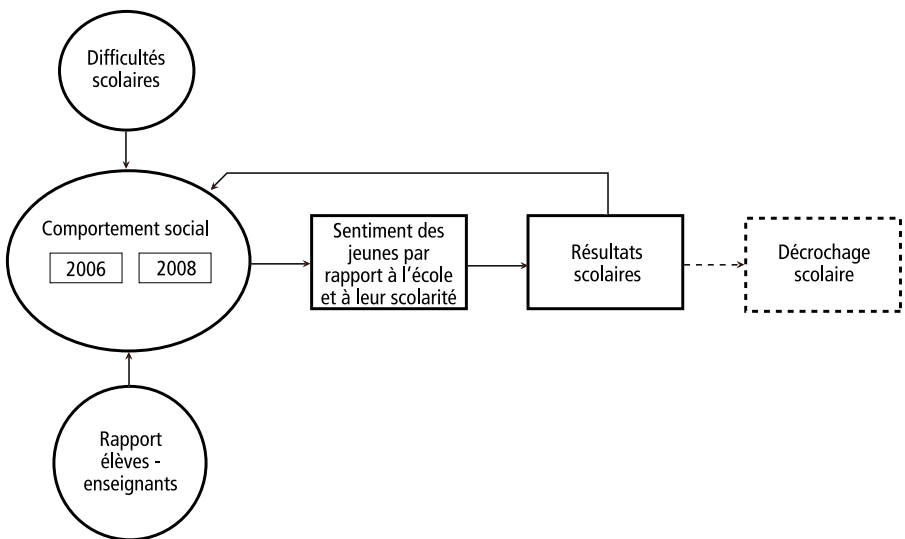 Difficultés
scolaires
Comportement social
2006 2008
Sentiment des
jeunes par
rapport à l'école
et à leur scolarité
Résultats
scolaires
Décrochage
scolaire
Rapport
élèves -
enseignants